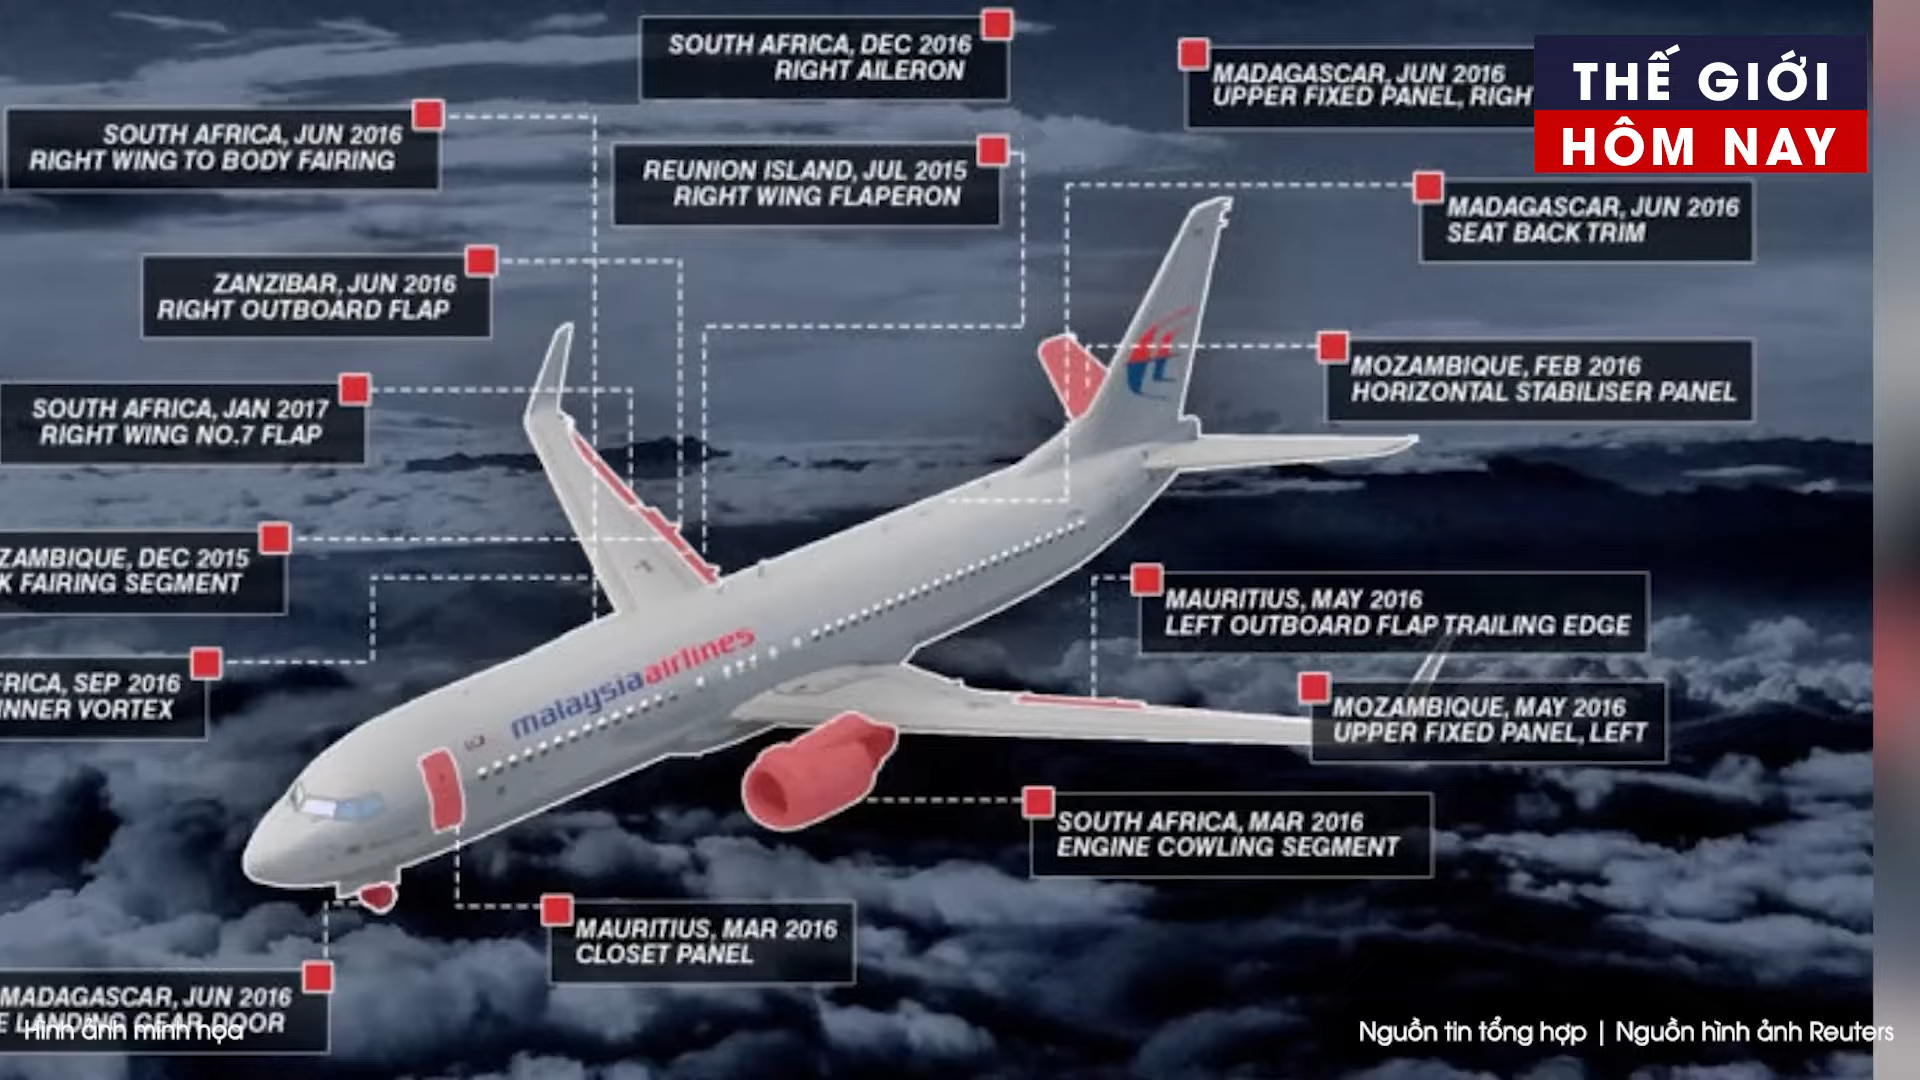 SOUTH AFRICA, DEC 2016
RIGHT AILERON
MADAGASCAR, JUN 2016
UPPER FIXED PANEL, RIGH
THẾ GIỚI
HÔM NAY
SOUTH AFRICA, JUN 2016
RIGHT WING TO BODY FAIRING
REUNION ISLAND, JUL 2015
RIGHT WING FLAPERON
MADAGASCAR, JUN 2016
SEAT BACK TRIM
ZANZIBAR, JUN 2016
RIGHT OUTBOARD FLAP
MOZAMBIQUE, FEB 2016
HORIZONTAL STABILISER PANEL
SOUTH AFRICA, JAN 2017
RIGHT WING NO.7 FLAP
ZAMBIQUE, DEC 2015
K FAIRING SEGMENT
MAURITIUS, MAY 2016
LEFT OUTBOARD FLAP TRAILING EDGE
FRICA, SEP 2016
INNER VORTEX
malaysiaairlines
MOZAMBIQUE, MAY 2016
UPPER FIXED PANEL, LEFT
SOUTH AFRICA, MAR 2016
ENGINE COWLING SEGMENT
MAURITIUS, MAR 2016
CLOSET PANEL
MADAGASCAR, JUN 2016
E LANDING GEAR DOOR
Hình ảnh minh họa
Nguồn tin tổng hợp | Nguồn hình ảnh Reuters